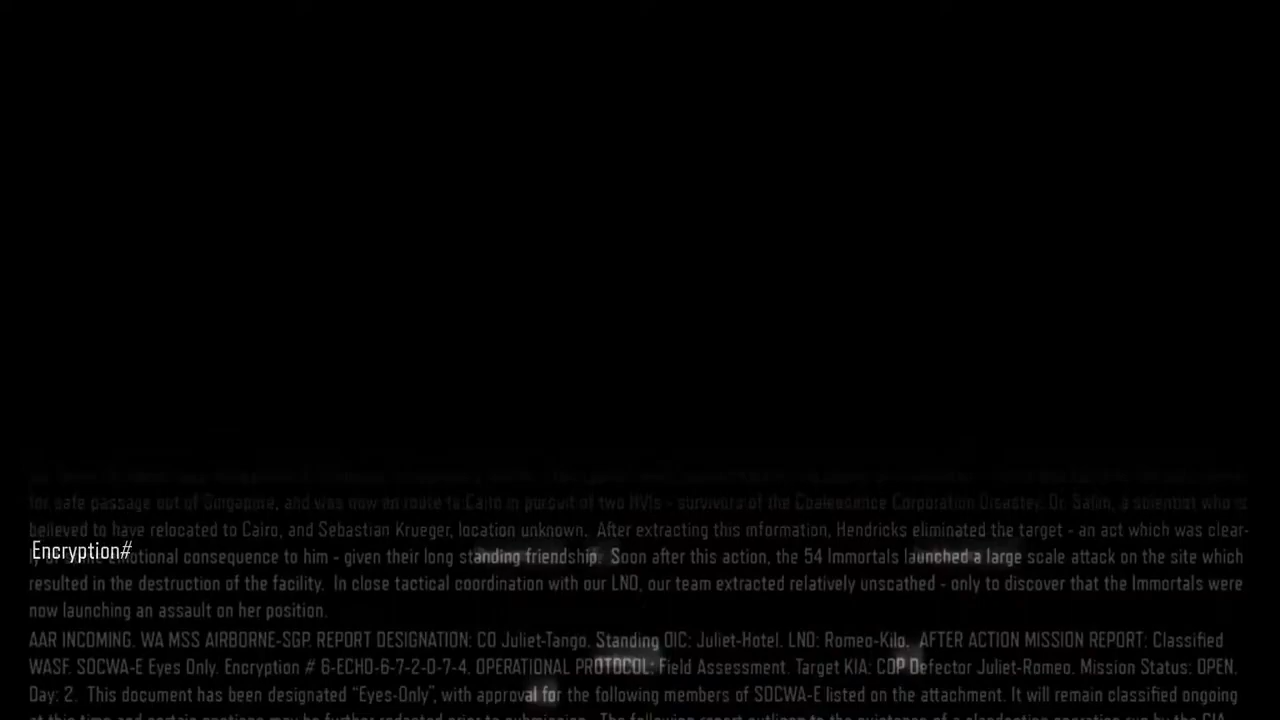 for safe passage out of Singapore, and was now en route to Cairo in pursuit of two NVIs - survivors of the Coalescence Corporation Disaster. Dr. Salim, a scientist who is
believed to have relocated to Cairo, and Sebastian Krueger, location unknown. After extracting this information, Hendricks eliminated the target - an act which was clear-
Encryption#
emotional consequence to him - given their long standing friendship. Soon after this action, the 54 Immortals launched a large scale attack on the site which
resulted in the destruction of the facility. In close tactical coordination with our LNO, our team extracted relatively unscathed - only to discover that the Immortals were
now launching an assault on her position.
AAR INCOMING. WA MSS AIRBORNE-SGP. REPORT DESIGNATION: CO Juliet-Tango. Standing OIC: Juliet-Hotel. LNO: Romeo-Kilo. AFTER ACTION MISSION REPORT: Classified
WASF. SOCWA-E Eyes Only. Encryption # 6-ECHO-6-7-2-0-7-4. OPERATIONAL PROTOCOL: Field Assessment. Target KIA: COP Defector Juliet-Romeo. Mission Status: OPEN.
Day: 2. This document has been designated “Eyes-Only”, with approval for the following members of SOCWA-E listed on the attachment. It will remain classified ongoing